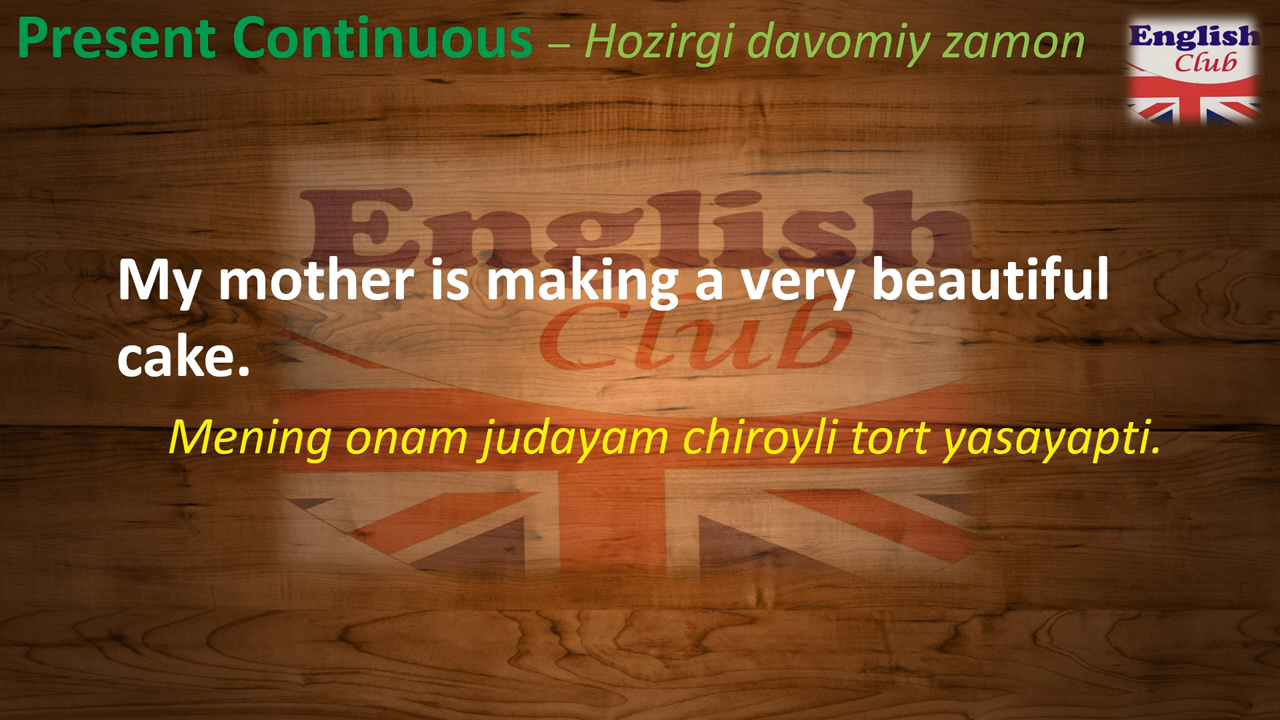 Present Continuous – Hozirgi davomiy zamon
English
Club
English
My mother is making a very beautiful
Club
cake.
Mening onam judayam chiroyli tort yasayapti.